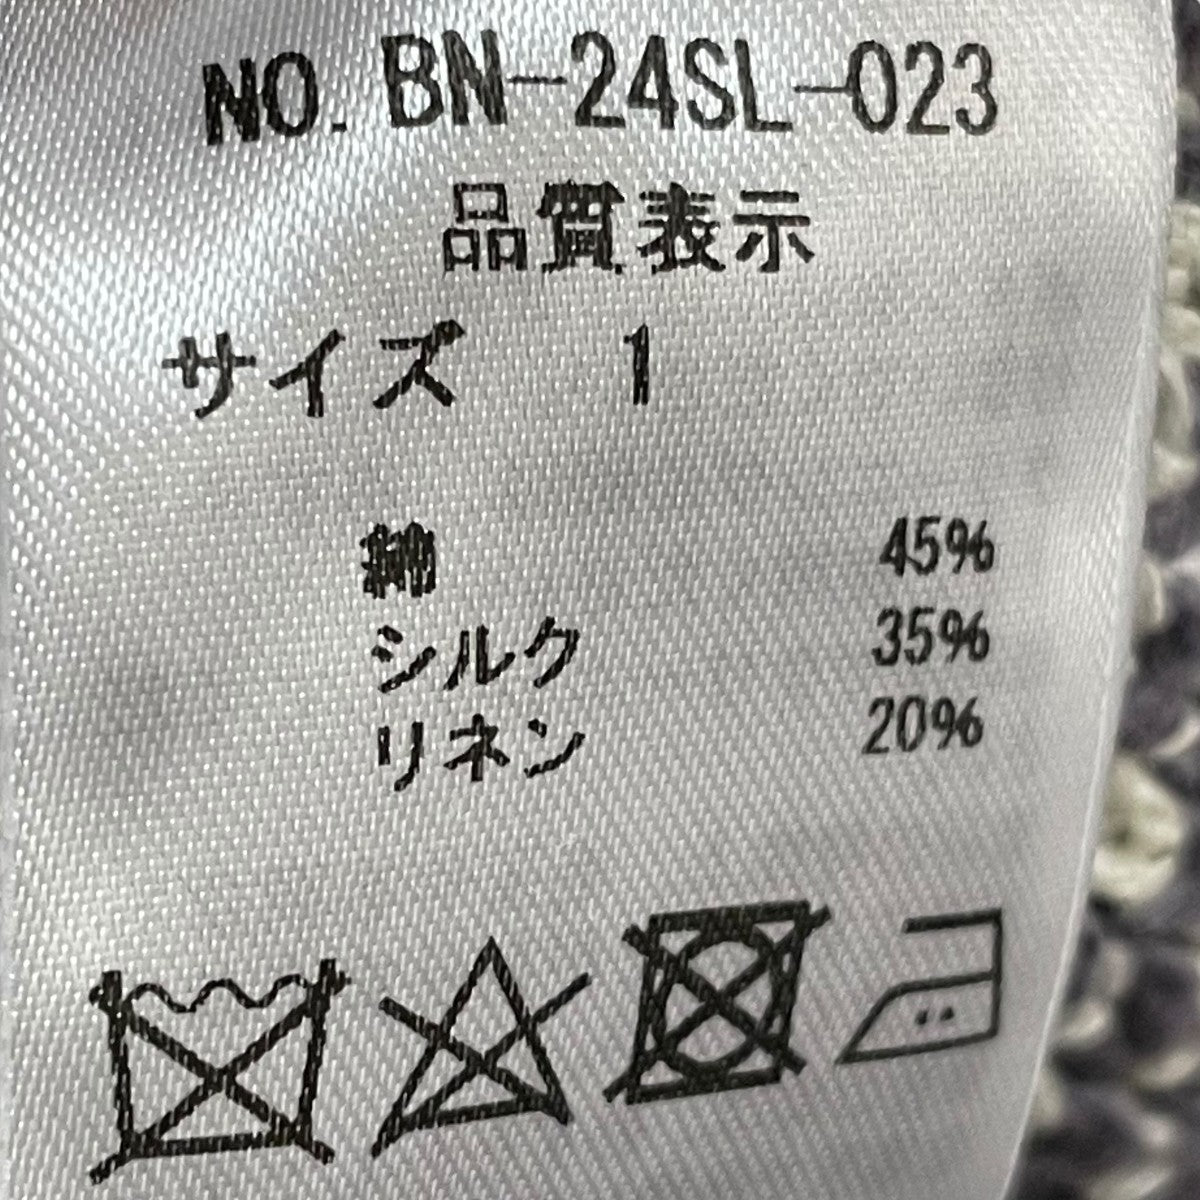 NO. BN-24SL-023
品質表示
サイズ 1
綿 45%
シルク 35%
リネン 20%